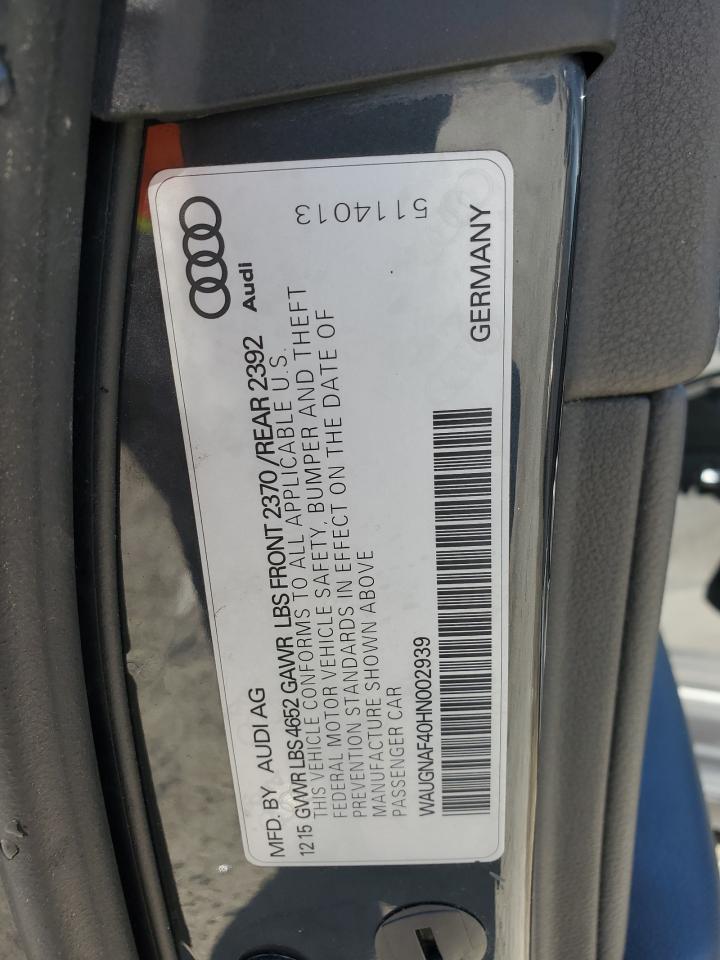 MFD. BY AUDI AG
Audi
12 15 GVWR LBS 4652 GAWR LBS FRONT 2370 /REAR 2392
THIS VEHICLE CONFORMS TO ALL APPLICABLE U.S.
FEDERAL MOTOR VEHICLE SAFETY, BUMPER AND THEFT
PREVENTION STANDARDS IN EFFECT ON THE DATE OF
MANUFACTURE SHOWN ABOVE
PASSENGER CAR
5114013
WAUGNAF40HN002939
GERMANY